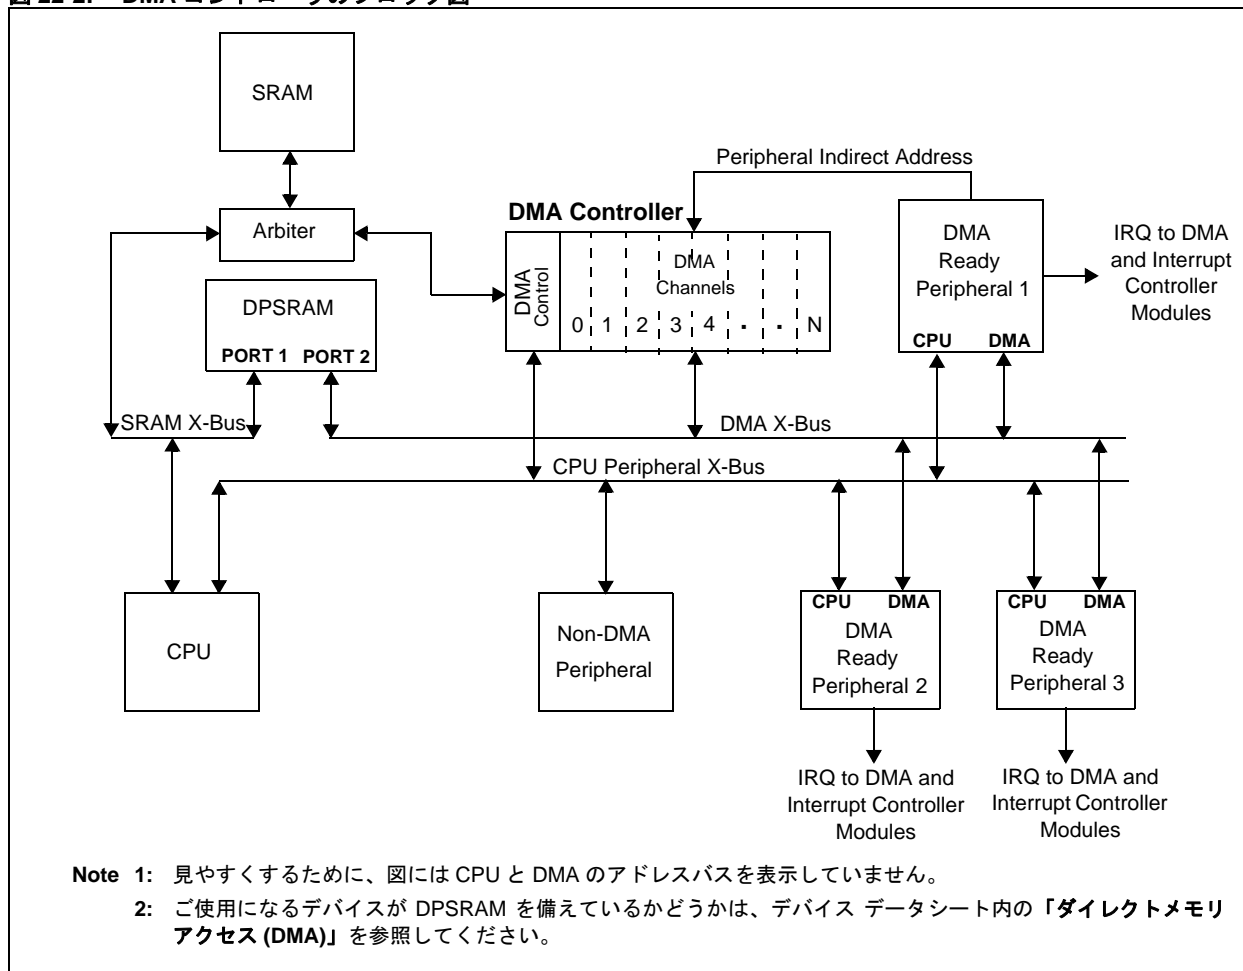 図 22-2: DMA コントローラのブロック図
SRAM
Peripheral Indirect Address
DMA Controller
Arbiter
DMA Control
DMA
Channels
0 1 2 3 4 . . N
DMA
Ready
Peripheral 1
CPU DMA
IRQ to DMA
and Interrupt
Controller
Modules
DPSRAM
PORT 1 PORT 2
SRAM X-Bus
DMA X-Bus
CPU Peripheral X-Bus
CPU
Non-DMA
Peripheral
CPU DMA
DMA
Ready
Peripheral 2
CPU DMA
DMA
Ready
Peripheral 3
IRQ to DMA and
Interrupt Controller
Modules
IRQ to DMA and
Interrupt Controller
Modules
Note 1: 見やすくするために、図には CPU と DMA のアドレスバスを表示していません。
2: ご使用になるデバイスが DPSRAM を備えているかどうかは、デバイス データシート内の「ダイレクトメモリ
アクセス (DMA)」を参照してください。